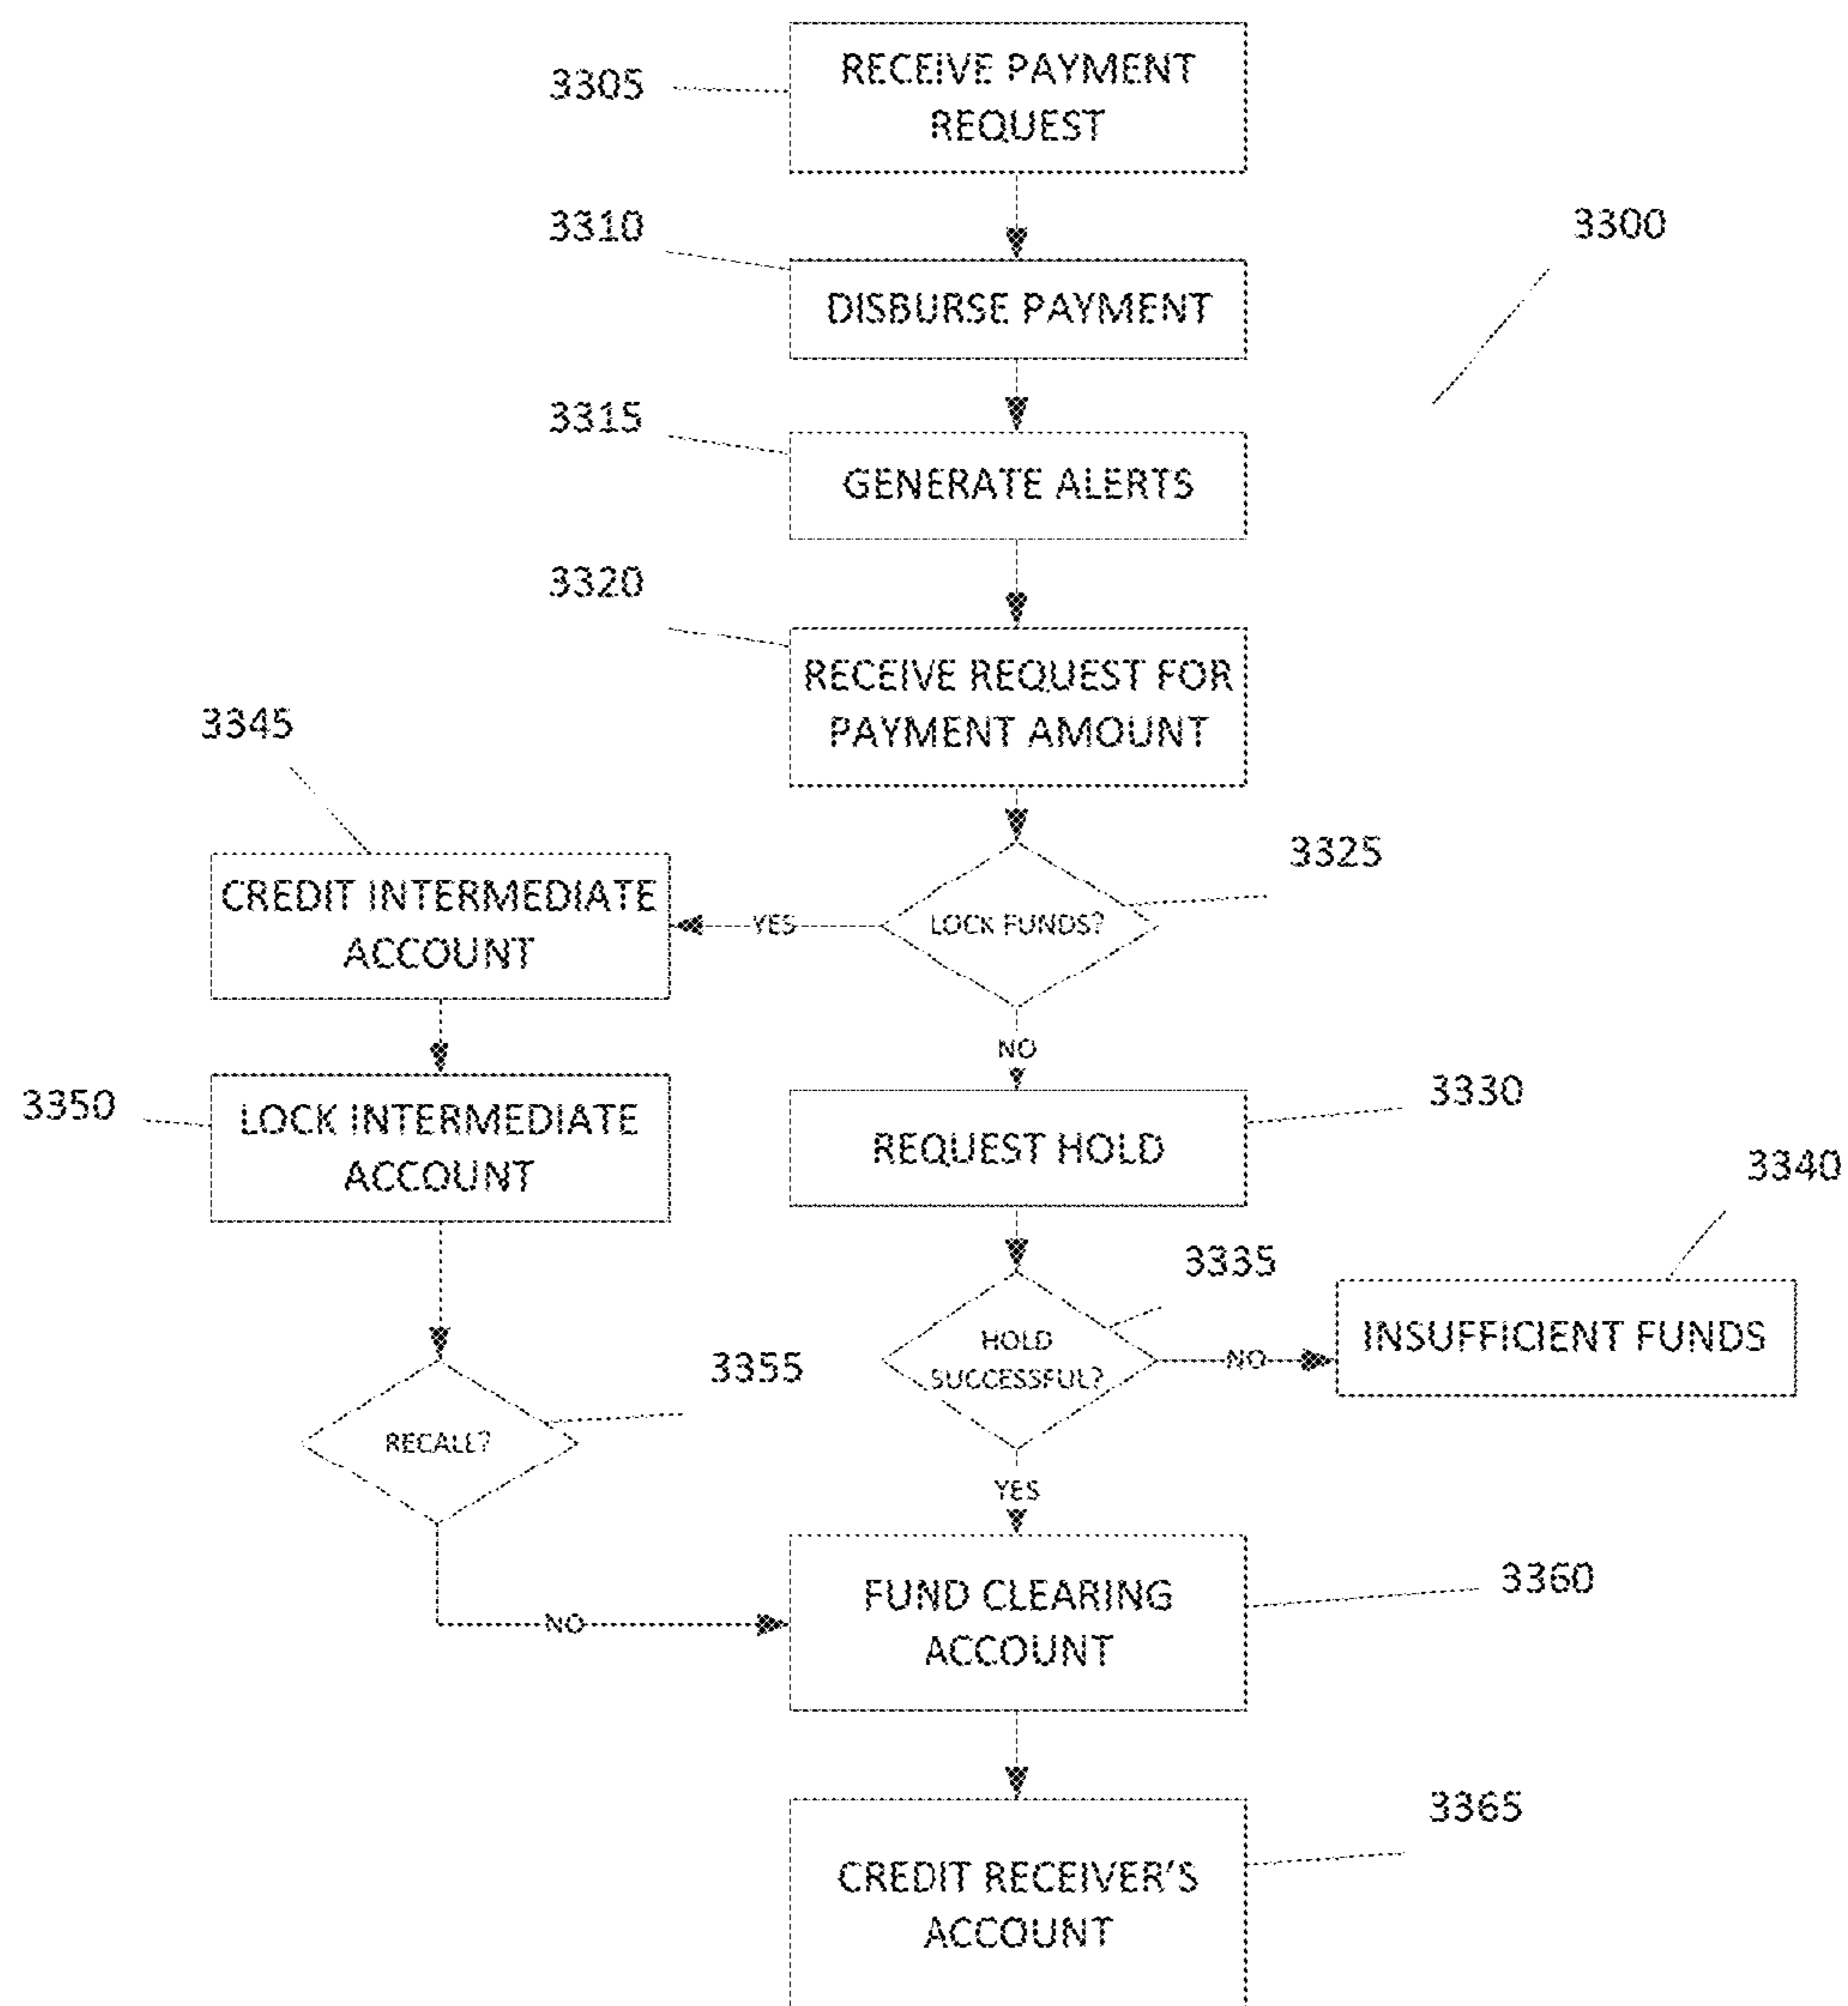 3305
RECEIVE PAYMENT
REQUEST
3310
3300
DISBURSE PAYMENT
3315
GENERATE ALERTS
3320
RECEIVE REQUEST FOR
PAYMENT AMOUNT
3345
3325
CREDIT INTERMEDIATE
ACCOUNT
YES
LOCK FUNDS?
NO
3350
LOCK INTERMEDIATE
ACCOUNT
3330
REQUEST HOLD
3340
3335
HOLD
SUCCESSFUL?
NO
INSUFFICIENT FUNDS
3355
RECALL?
YES
NO
FUND CLEARING
ACCOUNT
3360
3365
CREDIT RECEIVER'S
ACCOUNT